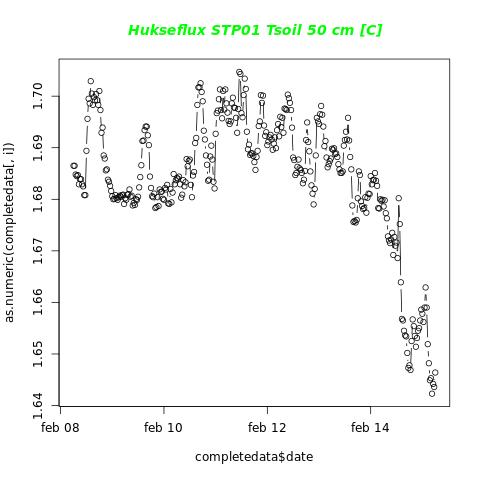 Hukseflux STP01 Tsoil 50 cm [C]
as.numeric(completedata[, i])
1.70
1.69
1.68
1.67
1.66
1.65
1.64
feb 08
feb 10
feb 12
feb 14
completedata$date